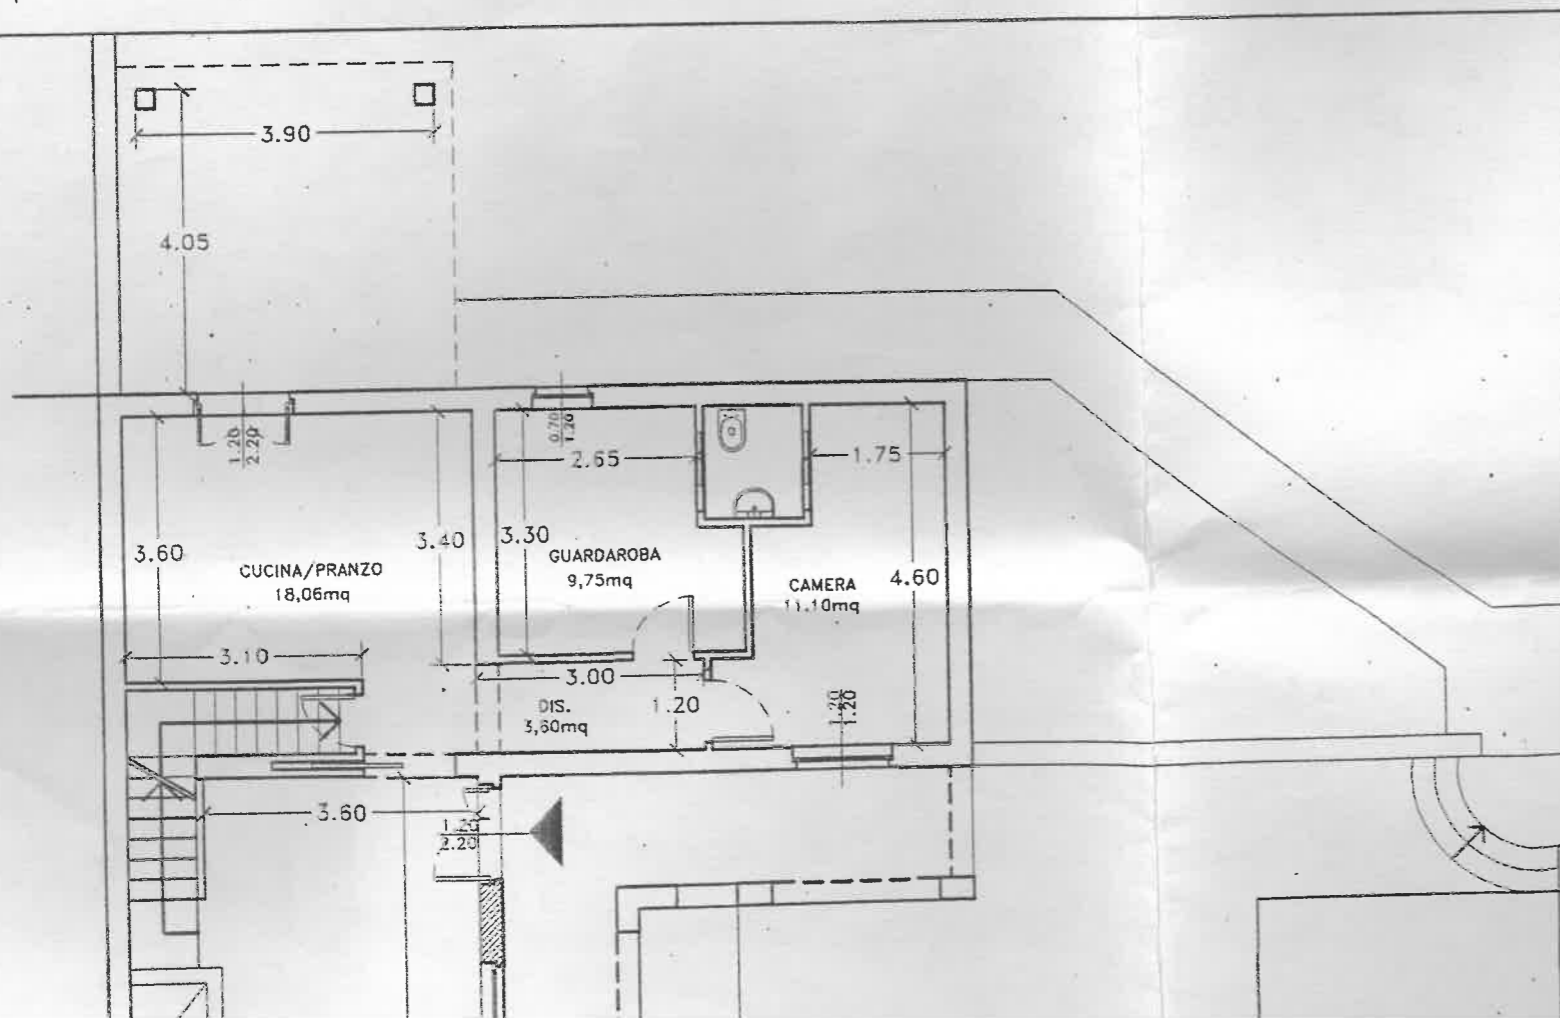 3.90
4.05
1.20
2.20
0.70
1.20
2.65
1.75
3.60
3.40
3.30
GUARDAROBA
9,75mq
CUCINA/PRANZO
18,06mq
CAMERA
11.10mq
4.60
3.10
3.00
DIS.
3,60mq
1.20
1.20
1.20
3.60
1.20
2.20